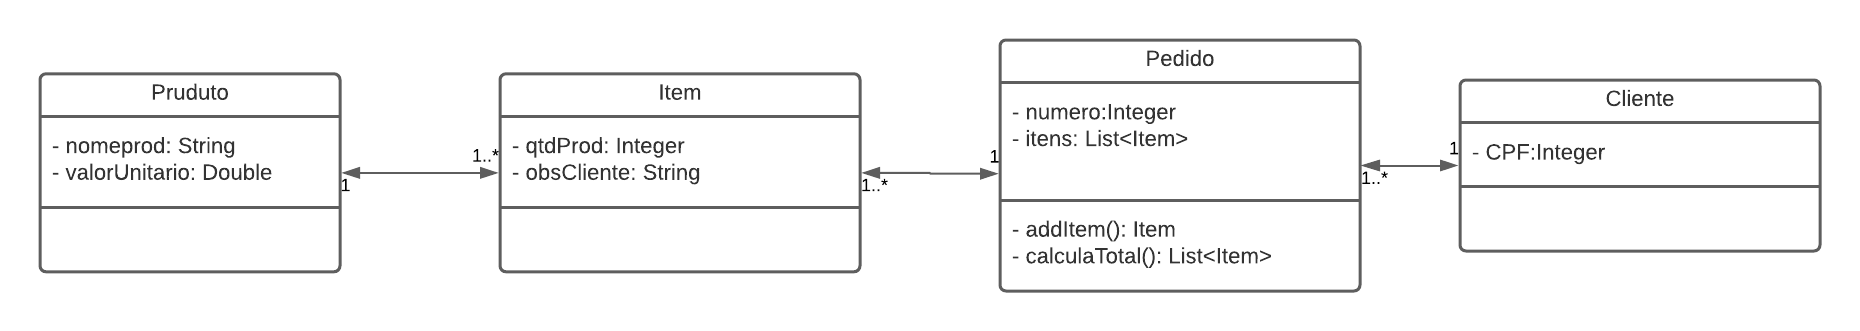 Pruduto
- nomeprod: String
- valorUnitario: Double
1
1..*
Item
- qtdProd: Integer
- obsCliente: String
1..*
1
Pedido
- numero:Integer
- itens: List<Item>
- addItem(): Item
- calculaTotal(): List<Item>
1..*
1
Cliente
- CPF:Integer